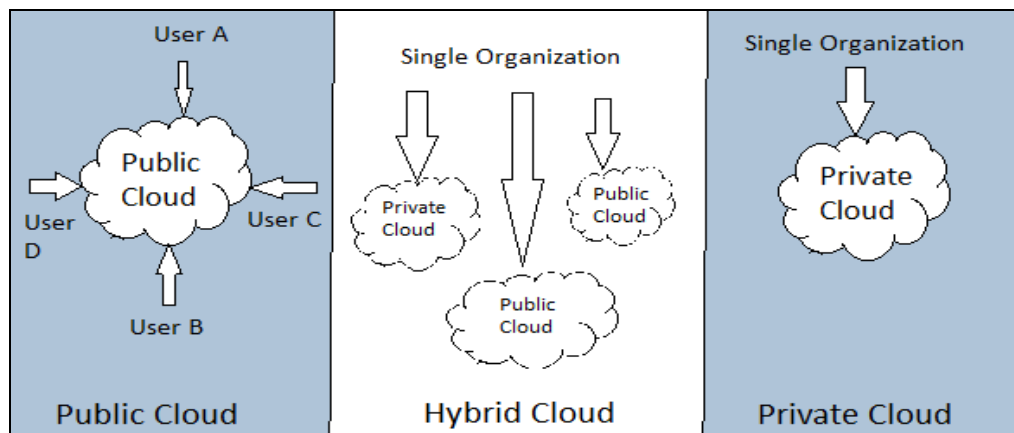 User A
Public
Cloud
User
D
User C
User B
Public Cloud
Single Organization
Private
Cloud
Public
Cloud
Public
Cloud
Hybrid Cloud
Single Organization
Private
Cloud
Private Cloud